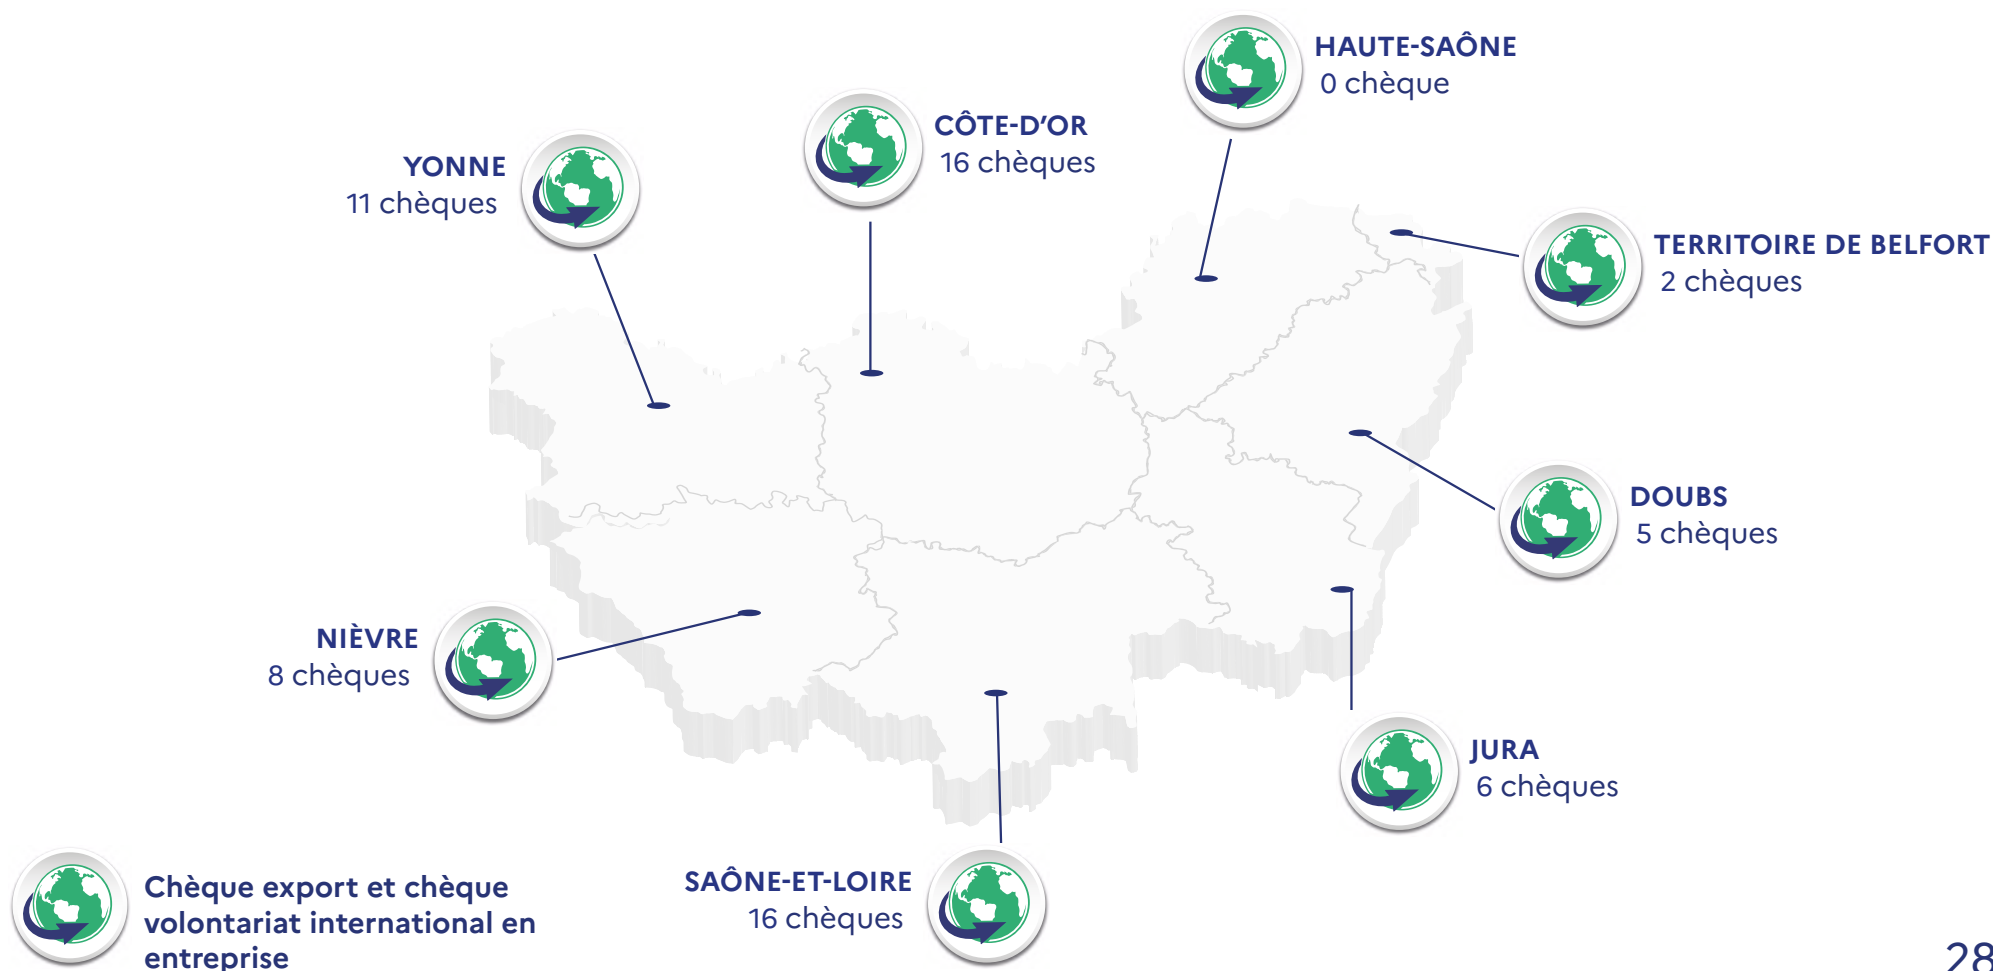 HAUTE-SAÔNE
0 chèque
CÔTE-D'OR
16 chèques
YONNE
11 chèques
TERRITOIRE DE BELFORT
2 chèques
DOUBS
5 chèques
NIÈVRE
8 chèques
JURA
6 chèques
SAÔNE-ET-LOIRE
16 chèques
Chèque export et chèque
volontariat international en
entreprise
28